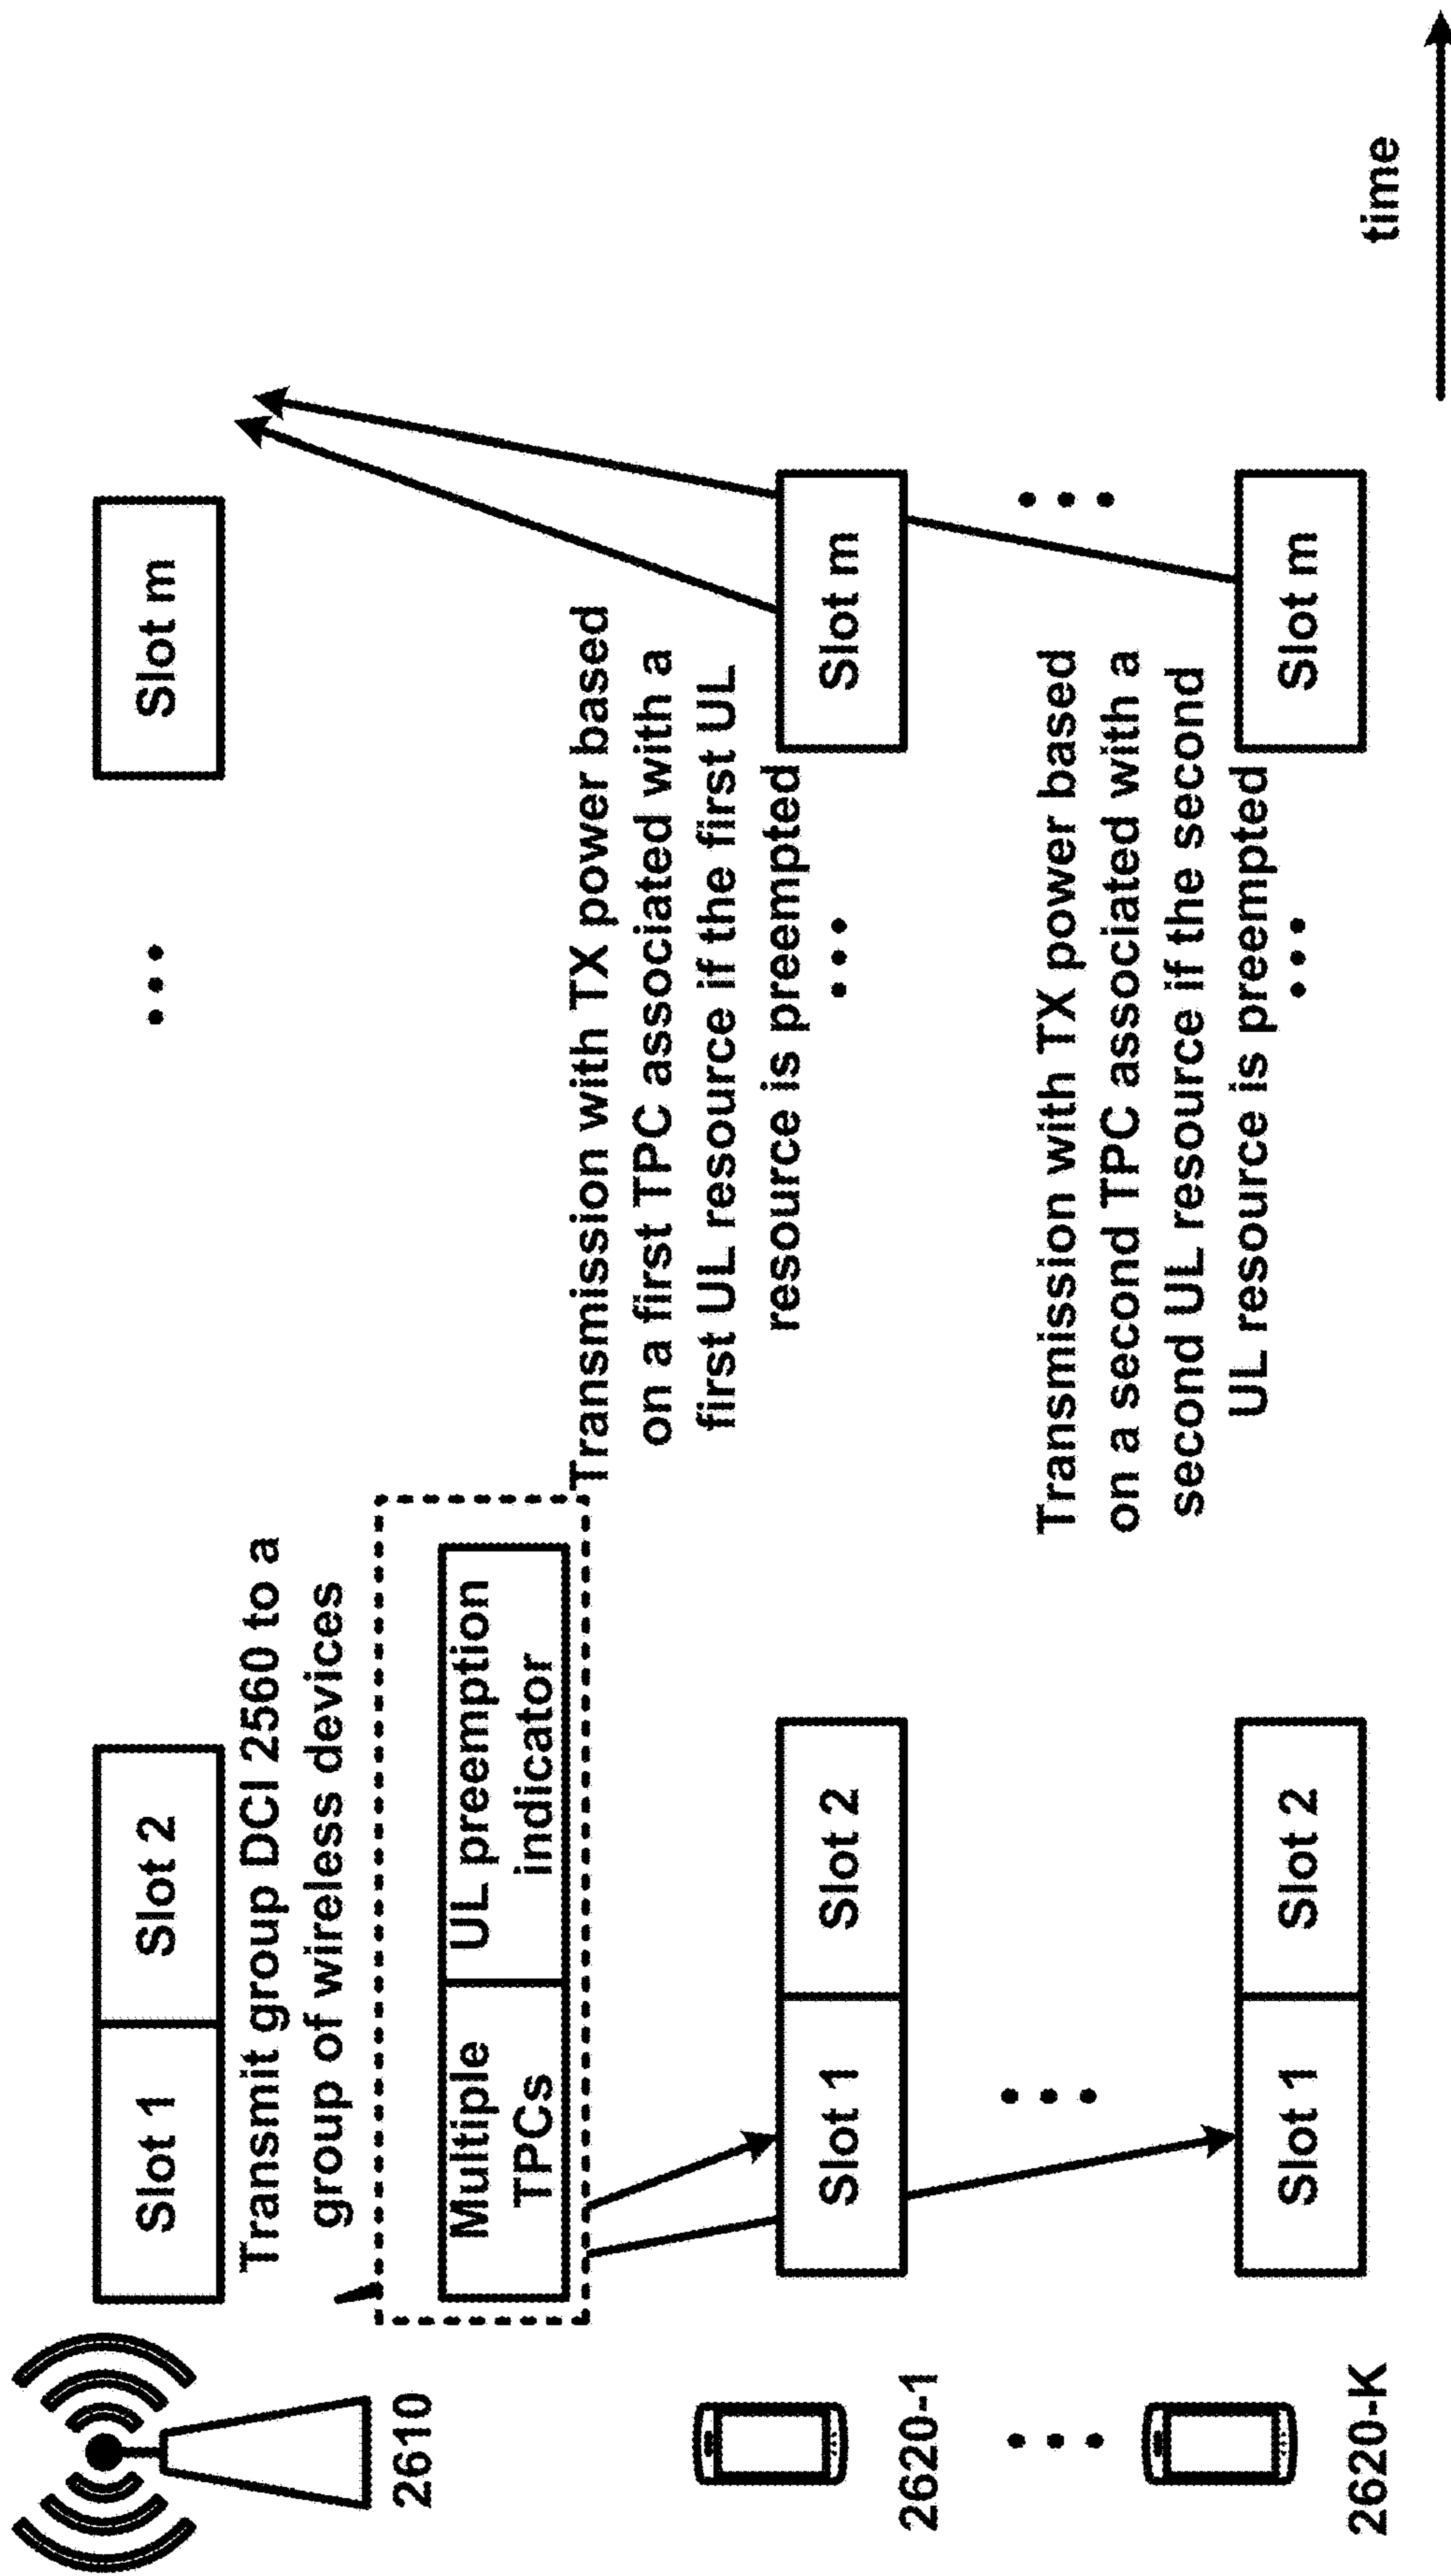 Slot 1
Slot 2
Slot m
Transmit group DCI 2560 to a
group of wireless devices
2610
Multiple
TPCs
UL preemption
indicator
Transmission with TX power based
on a first TPC associated with a
first UL resource if the first UL
resource is preempted
2620-1
Slot 1
Slot 2
Slot m
Transmission with TX power based
on a second TPC associated with a
second UL resource if the second
UL resource is preempted
2620-K
Slot 1
Slot 2
Slot m
time